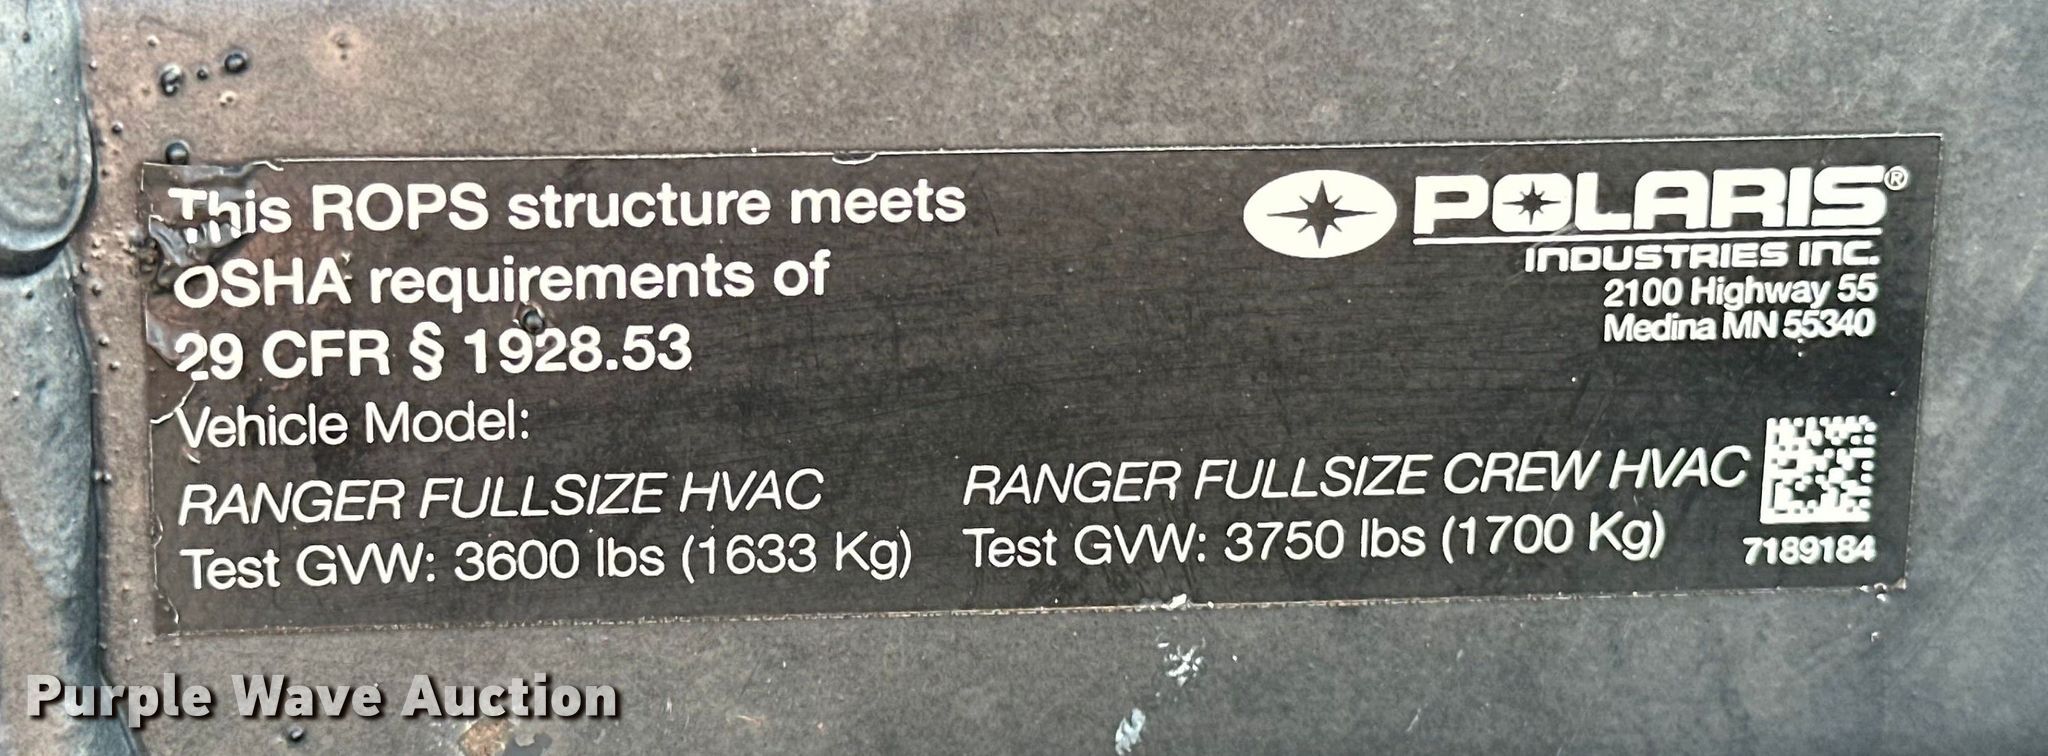 This ROPS structure meets
OSHA requirements of
29 CFR § 1928.53
Vehicle Model:
RANGER FULLSIZE HVAC
Test GVW: 3600 lbs (1633 Kg)
POLARIS®
INDUSTRIES INC.
2100 Highway 55
Medina MN 55340
RANGER FULLSIZE CREW HVAC
Test GVW: 3750 lbs (1700 Kg)
7189184
Purple Wave Auction